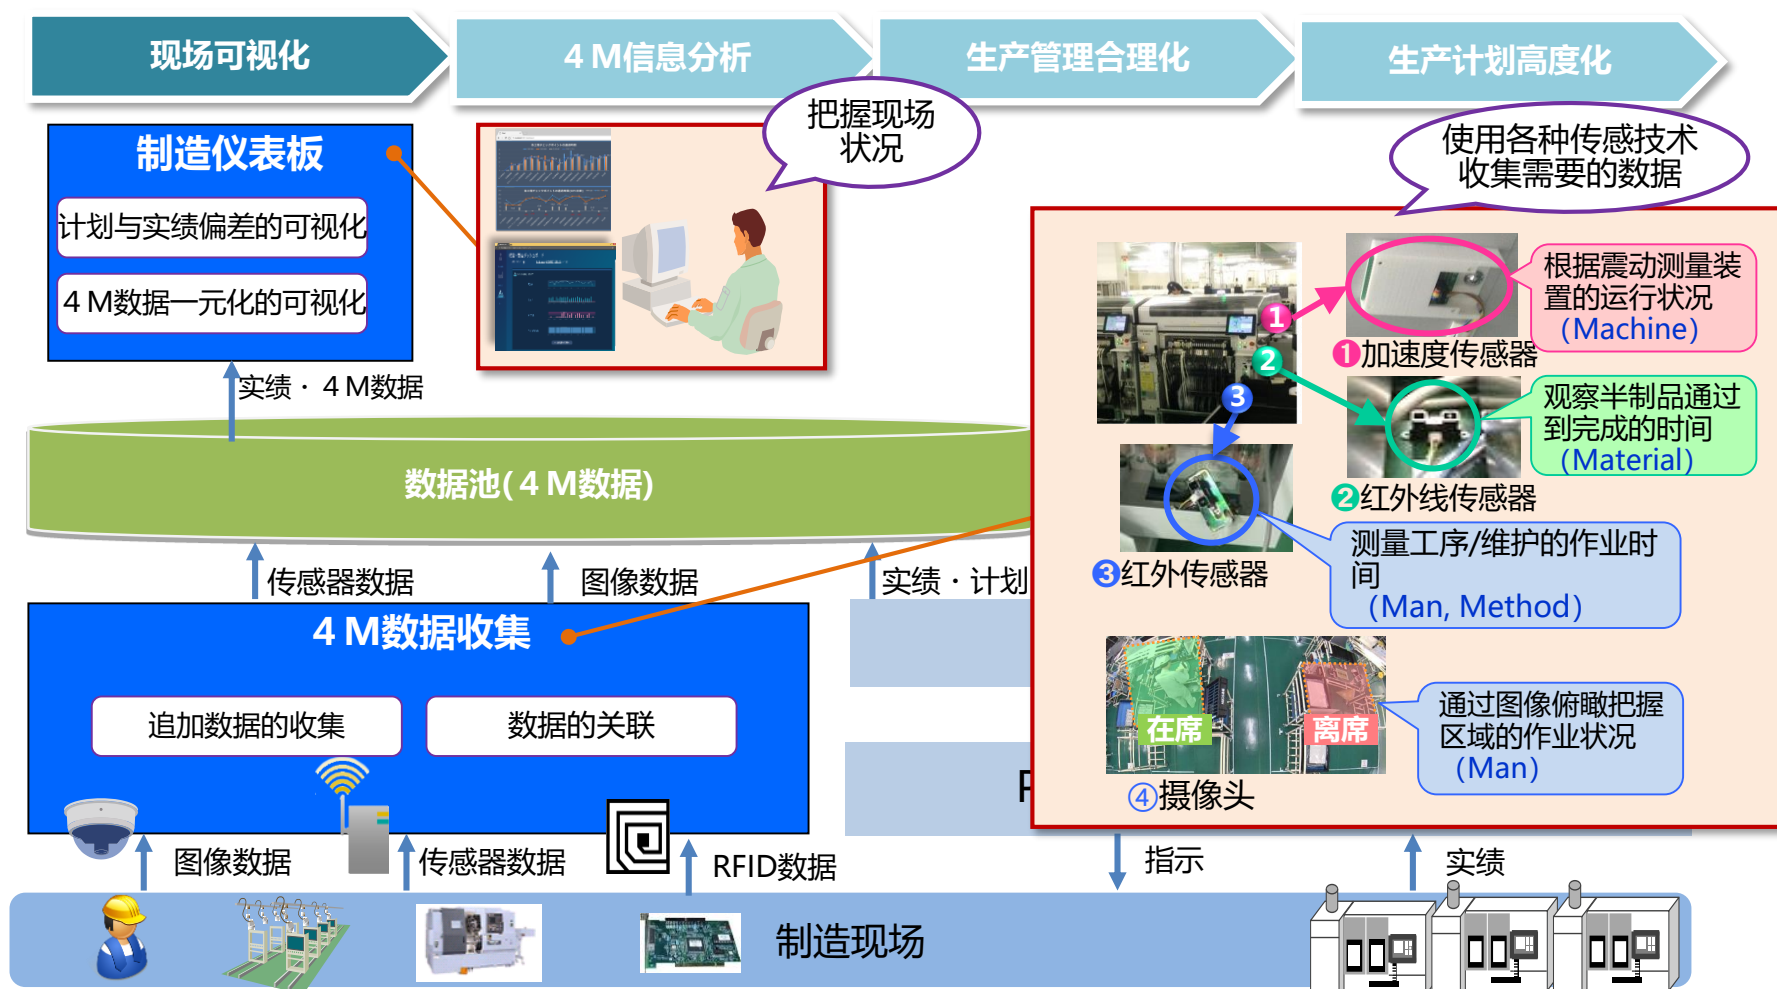 现场可视化
４Ｍ信息分析
生产管理合理化
生产计划高度化
制造仪表板
计划与实绩偏差的可视化
４Ｍ数据一元化的可视化
把握现场
状况
使用各种传感技术
收集需要的数据
1
2
3
根据震动测量装
置的运行状况
（Machine）
❶加速度传感器
观察半制品通过
到完成的时间
（Material）
❷红外线传感器
测量工序/维护的作业时
间
（Man, Method）
❸红外传感器
在席
离席
通过图像俯瞰把握
区域的作业状况
（Man）
④摄像头
实绩・４Ｍ数据
数据池(４Ｍ数据)
传感器数据
图像数据
实绩・计划
４Ｍ数据收集
追加数据的收集
数据的关联
图像数据
传感器数据
RFID数据
指示
实绩
制造现场